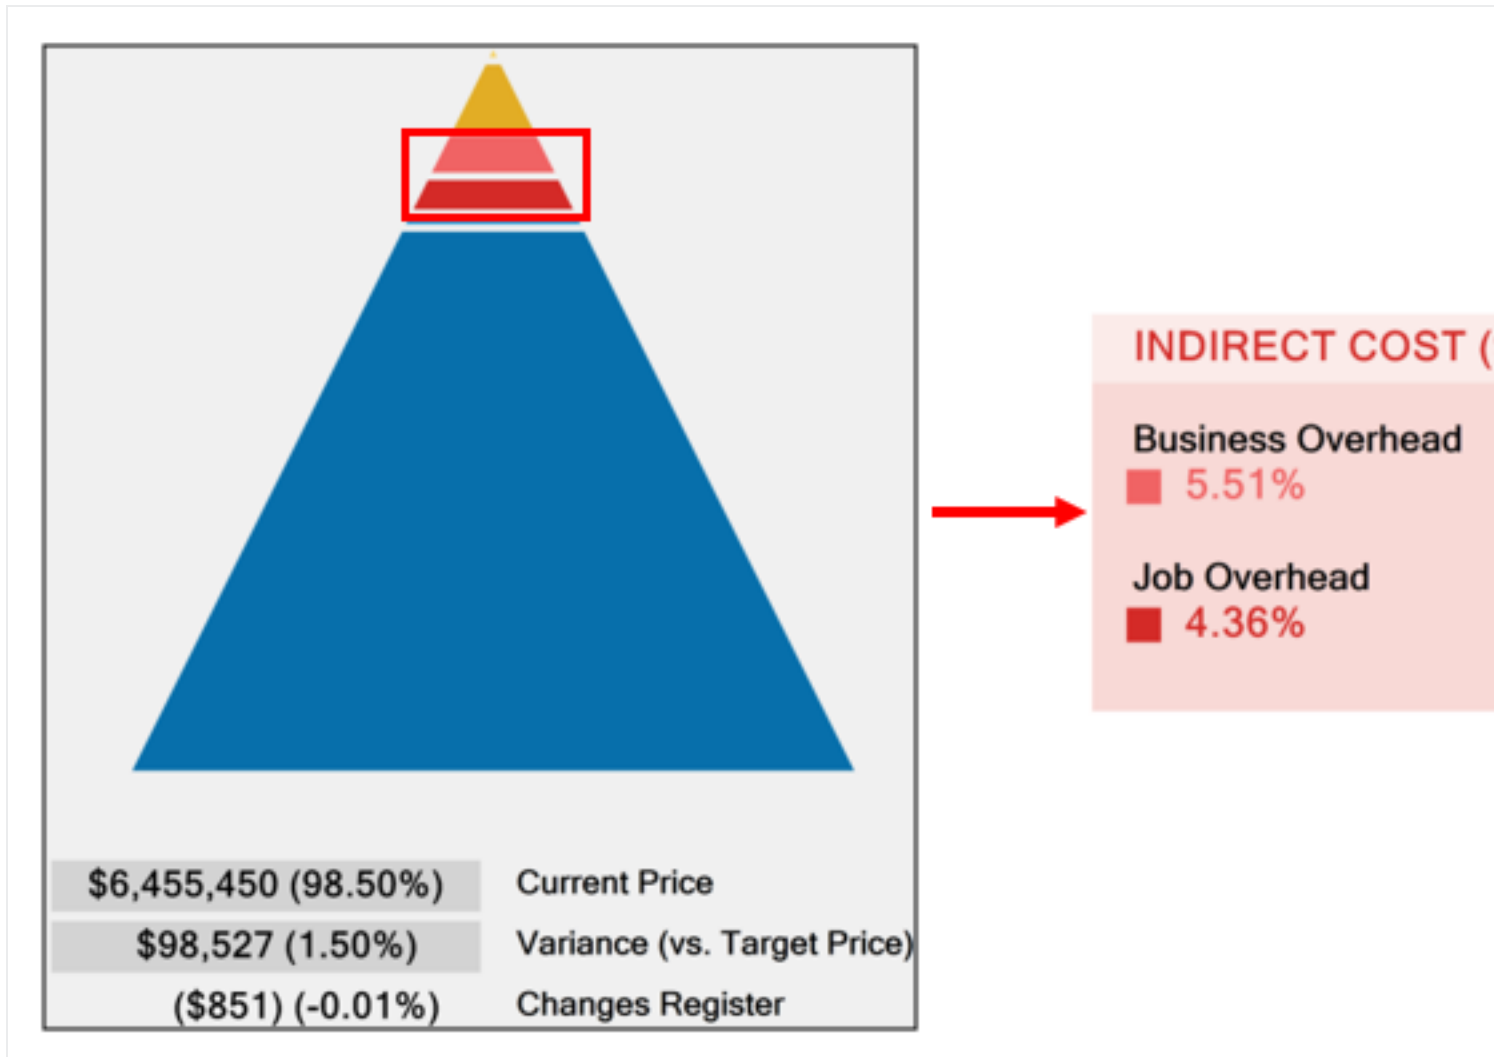 $6,455,450 (98.50%) Current Price
$98,527 (1.50%) Variance (vs. Target Price)
($851) (-0.01%) Changes Register
INDIRECT COST (
Business Overhead
5.51%
Job Overhead
4.36%